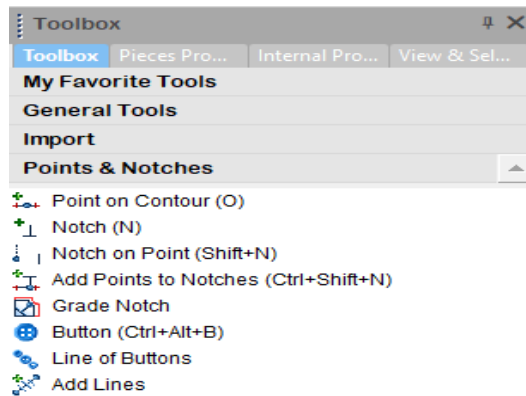 Toolbox
Toolbox Pieces Pro... Internal Pro... View & Sel...
My Favorite Tools
General Tools
Import
Points & Notches
Point on Contour (O)
Notch (N)
Notch on Point (Shift+N)
Add Points to Notches (Ctrl+Shift+N)
Grade Notch
Button (Ctrl+Alt+B)
Line of Buttons
Add Lines